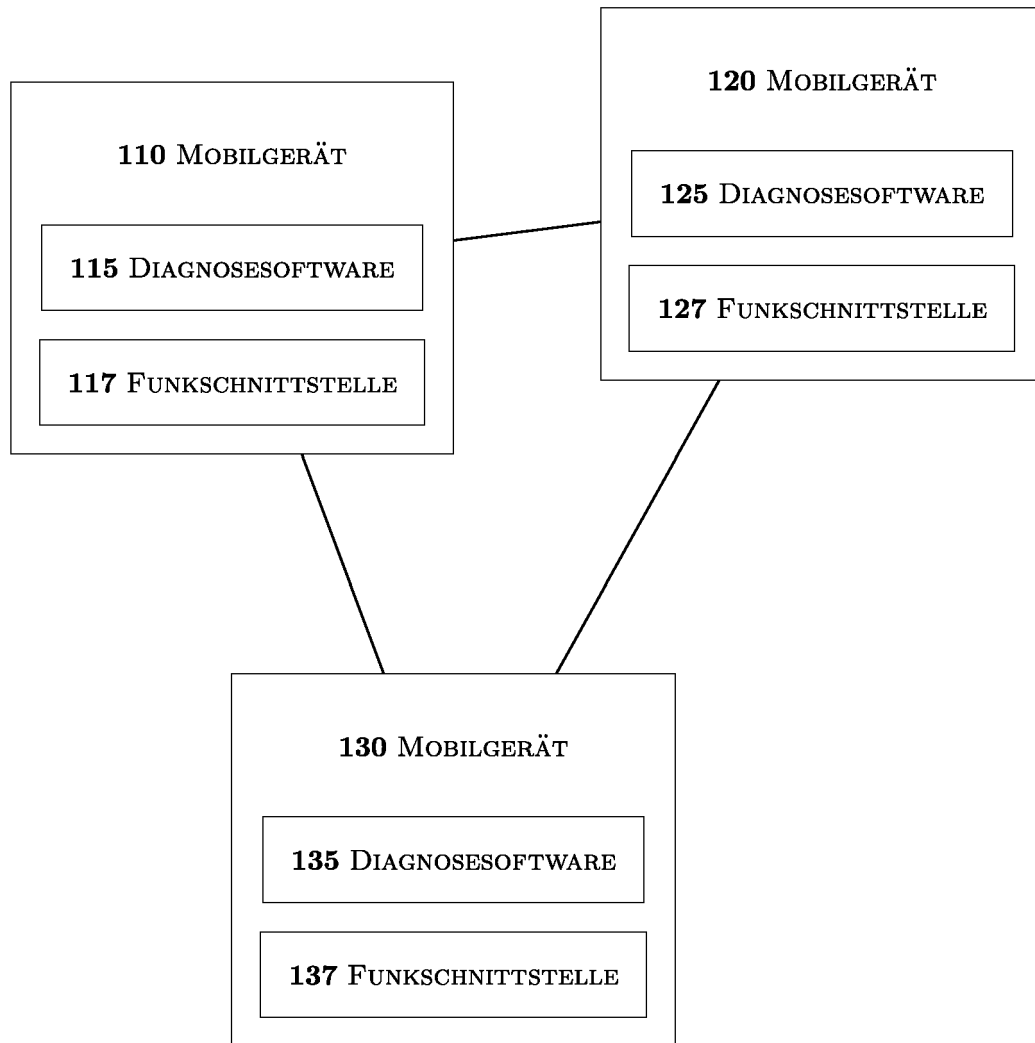 110 Mobilgerät
115 Diagnosesoftware
117 Funkschnittstelle
120 Mobilgerät
125 Diagnosesoftware
127 Funkschnittstelle
130 Mobilgerät
135 Diagnosesoftware
137 Funkschnittstelle